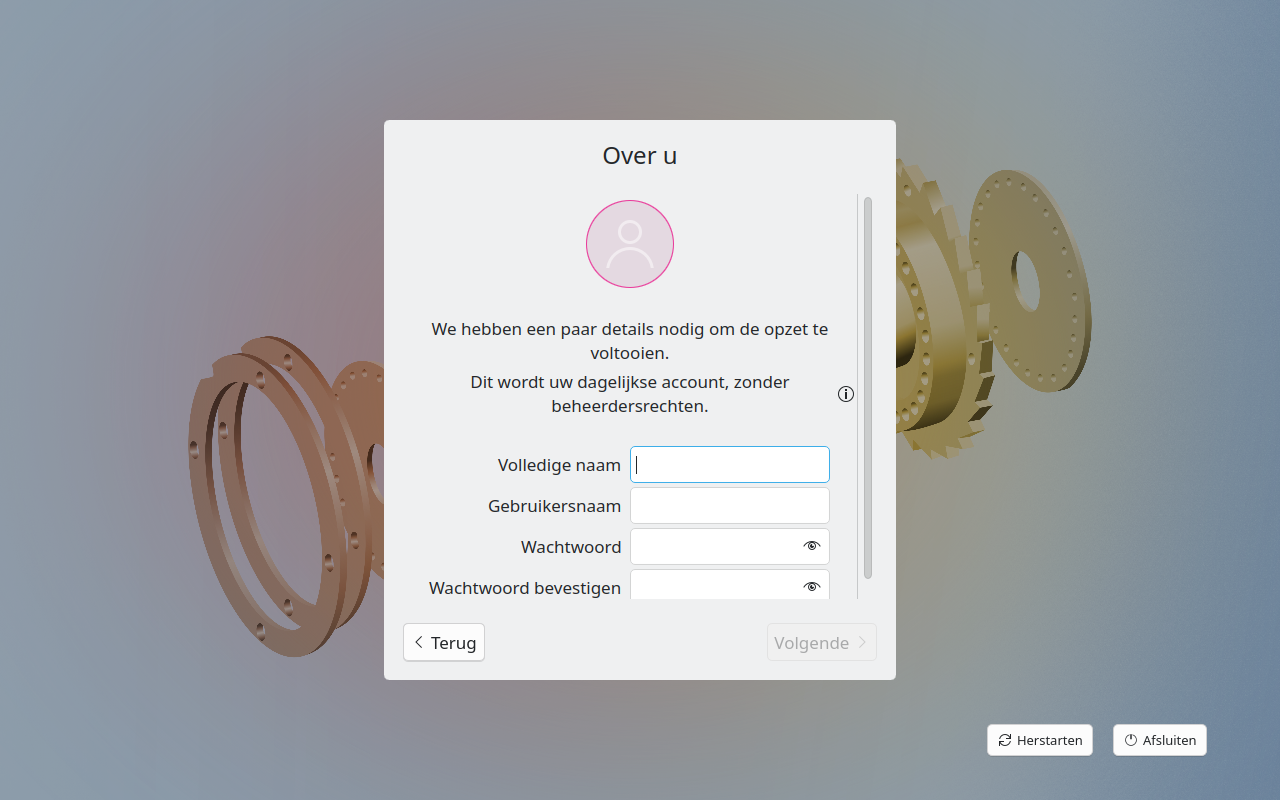 Over u
We hebben een paar details nodig om de opzet te
voltooien.
Dit wordt uw dagelijkse account, zonder
beheerdersrechten.
Volledige naam
Gebruikersnaam
Wachtwoord
Wachtwoord bevestigen
Terug
Volgende
Herstarten
Afsluiten